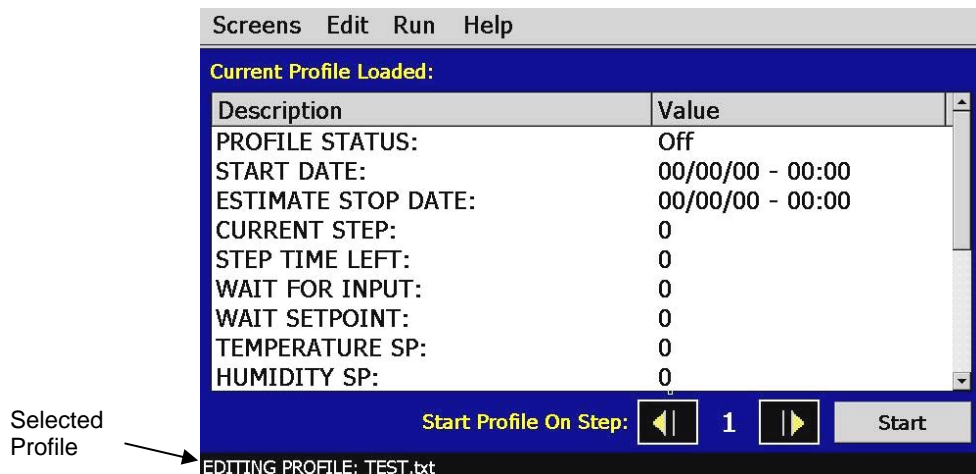 Screens Edit Run Help
Current Profile Loaded:
Description Value
PROFILE STATUS: Off
START DATE: 00/00/00 - 00:00
ESTIMATE STOP DATE: 00/00/00 - 00:00
CURRENT STEP: 0
STEP TIME LEFT: 0
WAIT FOR INPUT: 0
WAIT SETPOINT: 0
TEMPERATURE SP: 0
HUMIDITY SP: 0
Start Profile On Step: 1 Start
Selected
Profile
EDITING PROFILE: TEST.txt